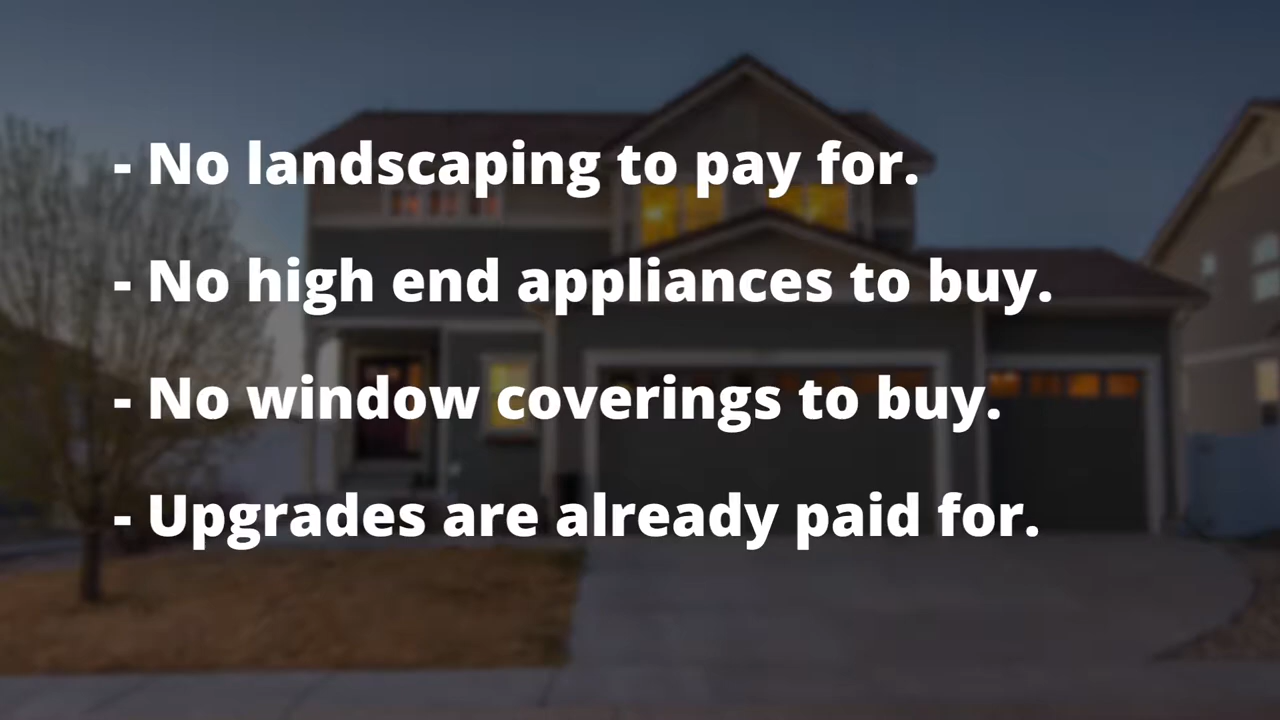 - No landscaping to pay for.
- No high end appliances to buy.
- No window coverings to buy.
- Upgrades are already paid for.